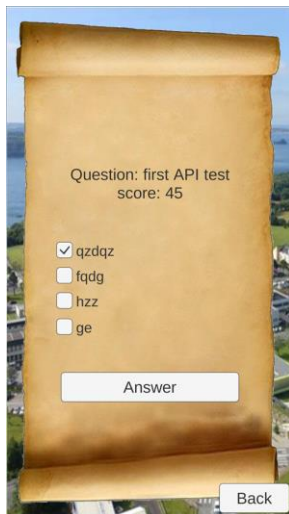 Question: first API test
score: 45
qzdqz
fqdg
hzz
ge
Answer
Back